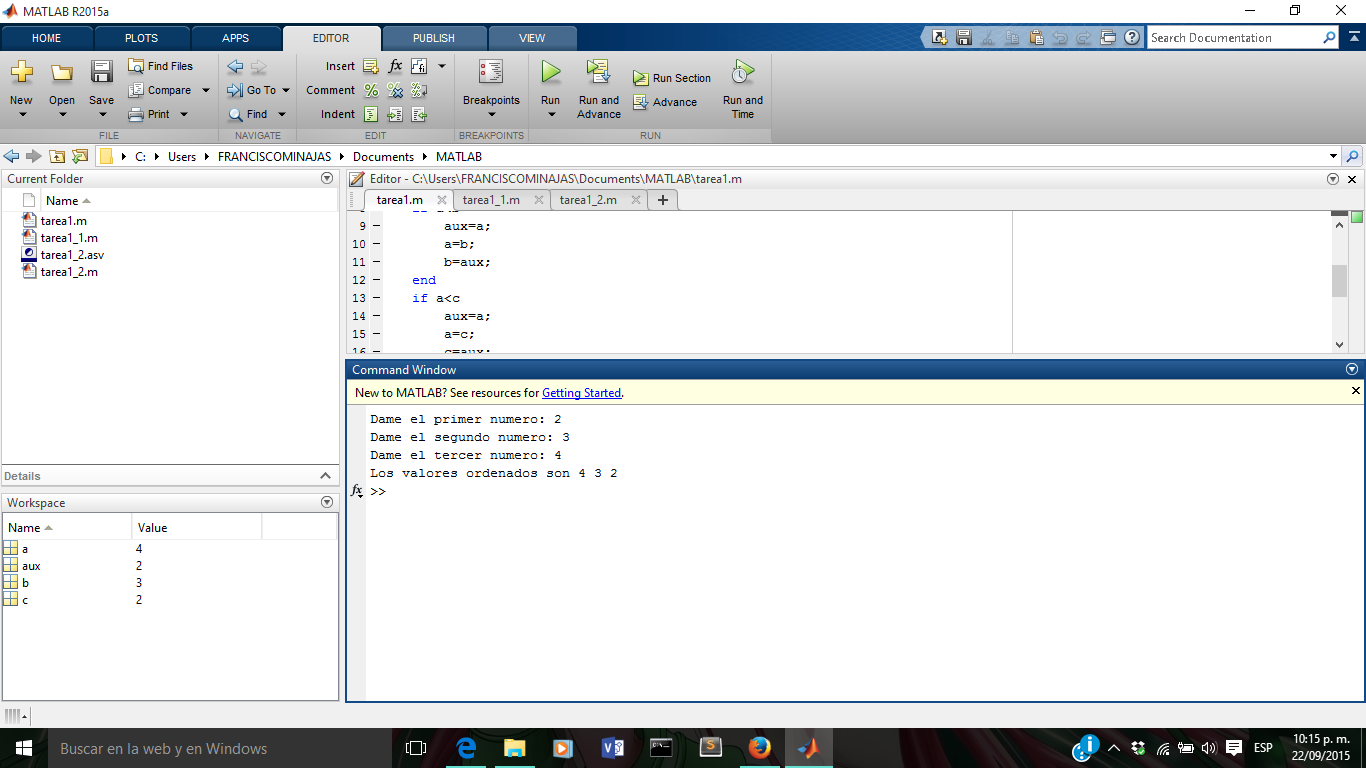 MATLAB R2015a
HOME PLOTS APPS EDITOR PUBLISH VIEW
Search Documentation
New Open Save
Find Files
Compare
Print
Go To
Find
Insert fx
Comment
Indent
Breakpoints
Run
Run and Advance
Run Section
Advance
Run and Time
FILE NAVIGATE EDIT BREAKPOINTS RUN
C: Users FRANCISCOMINAJAS Documents MATLAB
Current Folder
Name
tarea1.m
tarea1_1.m
tarea1_2.asv
tarea1_2.m
Details
Workspace
Name Value
a 4
aux 2
b 3
c 2
Editor - C:\Users\FRANCISCOMINAJAS\Documents\MATLAB\tarea1.m
tarea1.m tarea1_1.m tarea1_2.m
9 – aux=a;
10 – a=b;
11 – b=aux;
12 – end
13 – if a<c
14 – aux=a;
15 – a=c;
16 – c=aux;
Command Window
New to MATLAB? See resources for Getting Started.
Dame el primer numero: 2
Dame el segundo numero: 3
Dame el tercer numero: 4
Los valores ordenados son 4 3 2
fx >>
Buscar en la web y en Windows
ESP
10:15 p. m.
22/09/2015